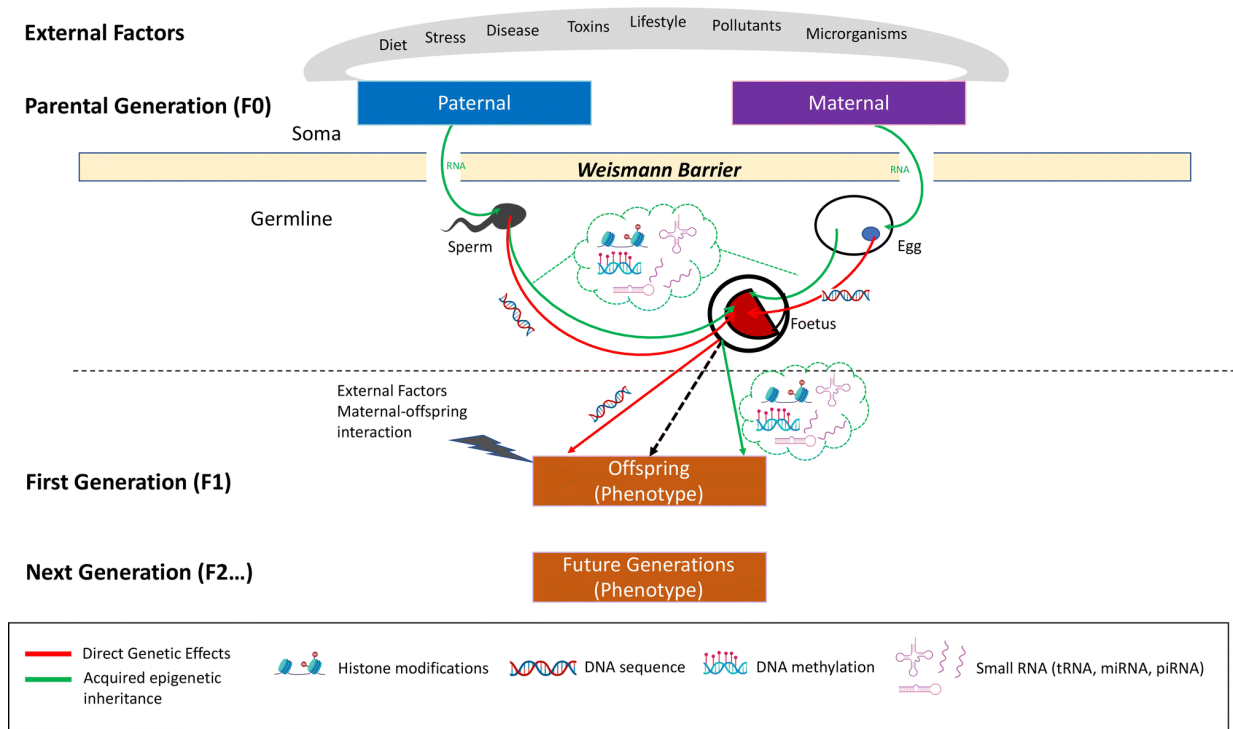 External Factors
Diet
Stress
Disease
Toxins
Lifestyle
Pollutants
Microrganisms
Parental Generation (F0)
Paternal
Maternal
Soma
RNA
Weismann Barrier
RNA
Germline
Sperm
Egg
Foetus
External Factors
Maternal-offspring
interaction
First Generation (F1)
Offspring
(Phenotype)
Next Generation (F2...)
Future Generations
(Phenotype)
Direct Genetic Effects
Acquired epigenetic
inheritance
Histone modifications
DNA sequence
DNA methylation
Small RNA (tRNA, miRNA, piRNA)